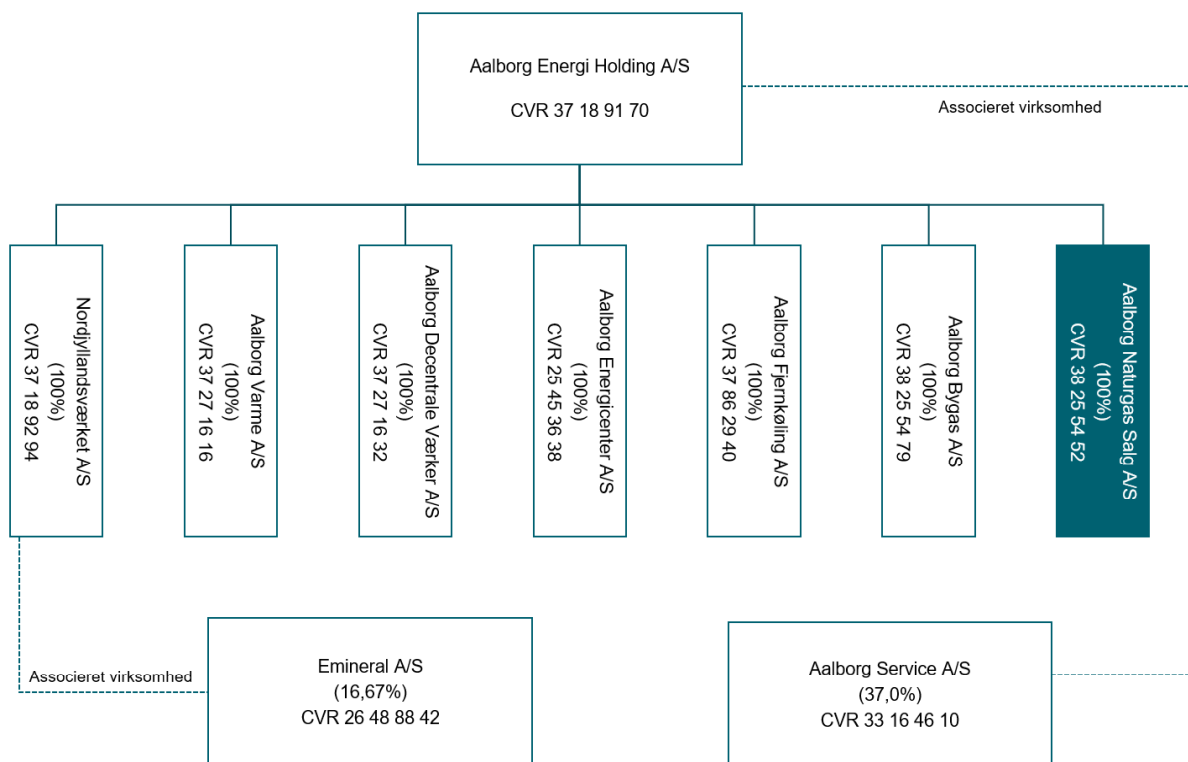 Aalborg Energi Holding A/S
CVR 37 18 91 70
Associeret virksomhed
Nordjyllandsværket A/S
(100%)
CVR 37 18 92 94
Aalborg Varme A/S
(100%)
CVR 37 27 16 16
Aalborg Decentrale Værker A/S
(100%)
CVR 37 27 16 32
Aalborg Energicenter A/S
(100%)
CVR 25 45 36 38
Aalborg Fjernkøling A/S
(100%)
CVR 37 86 29 40
Aalborg Bygas A/S
(100%)
CVR 38 25 54 79
Aalborg Naturgas Salg A/S
(100%)
CVR 38 25 54 52
Associeret virksomhed
Emineral A/S
(16,67%)
CVR 26 48 88 42
Aalborg Service A/S
(37,0%)
CVR 33 16 46 10